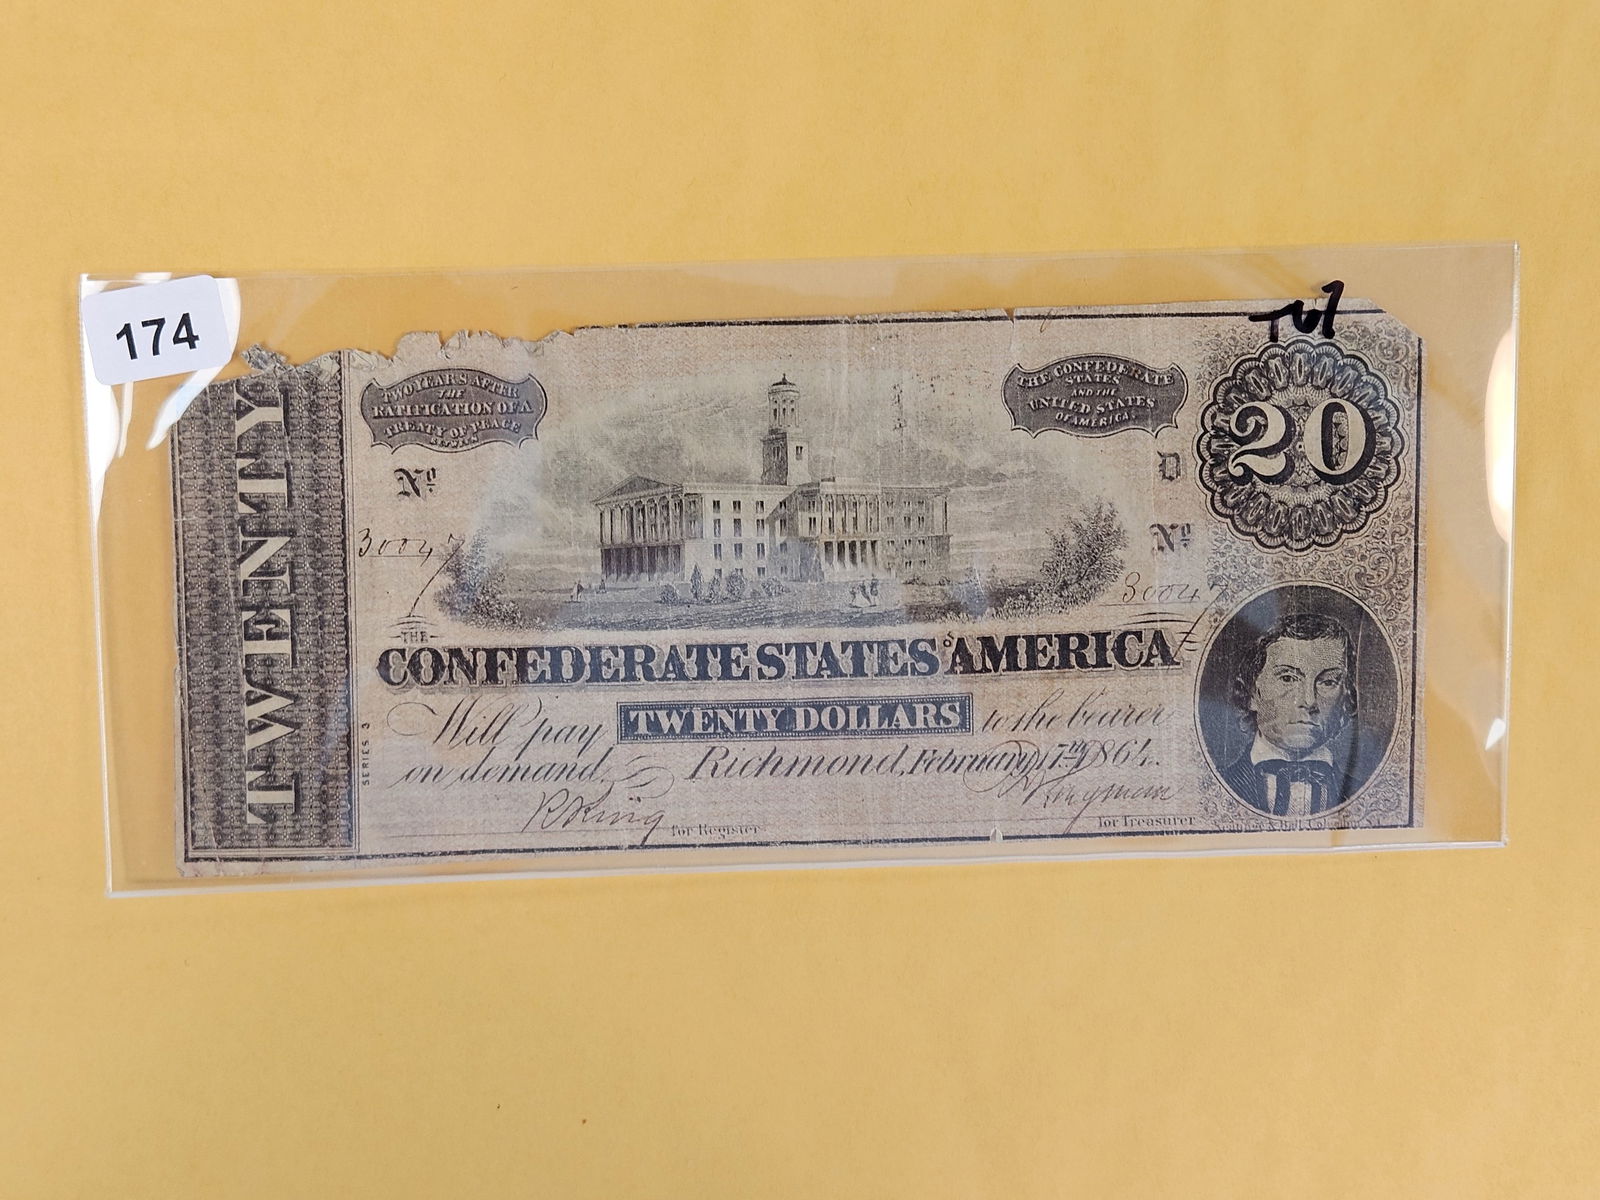 174
T67
TWENTY
TWO YEARS AFTER
THE
RATIFICATION OF A
TREATY OF PEACE
BETWEEN
THE CONFEDERATE
STATES
AND THE
UNITED STATES
OF AMERICA.
20
D
Nº
30047
Nº
30047
THE
CONFEDERATE STATES OF AMERICA
Will pay TWENTY DOLLARS to the bearer
on demand, Richmond, February 17th 1864.
SERIES 3
King for Register
for Treasurer